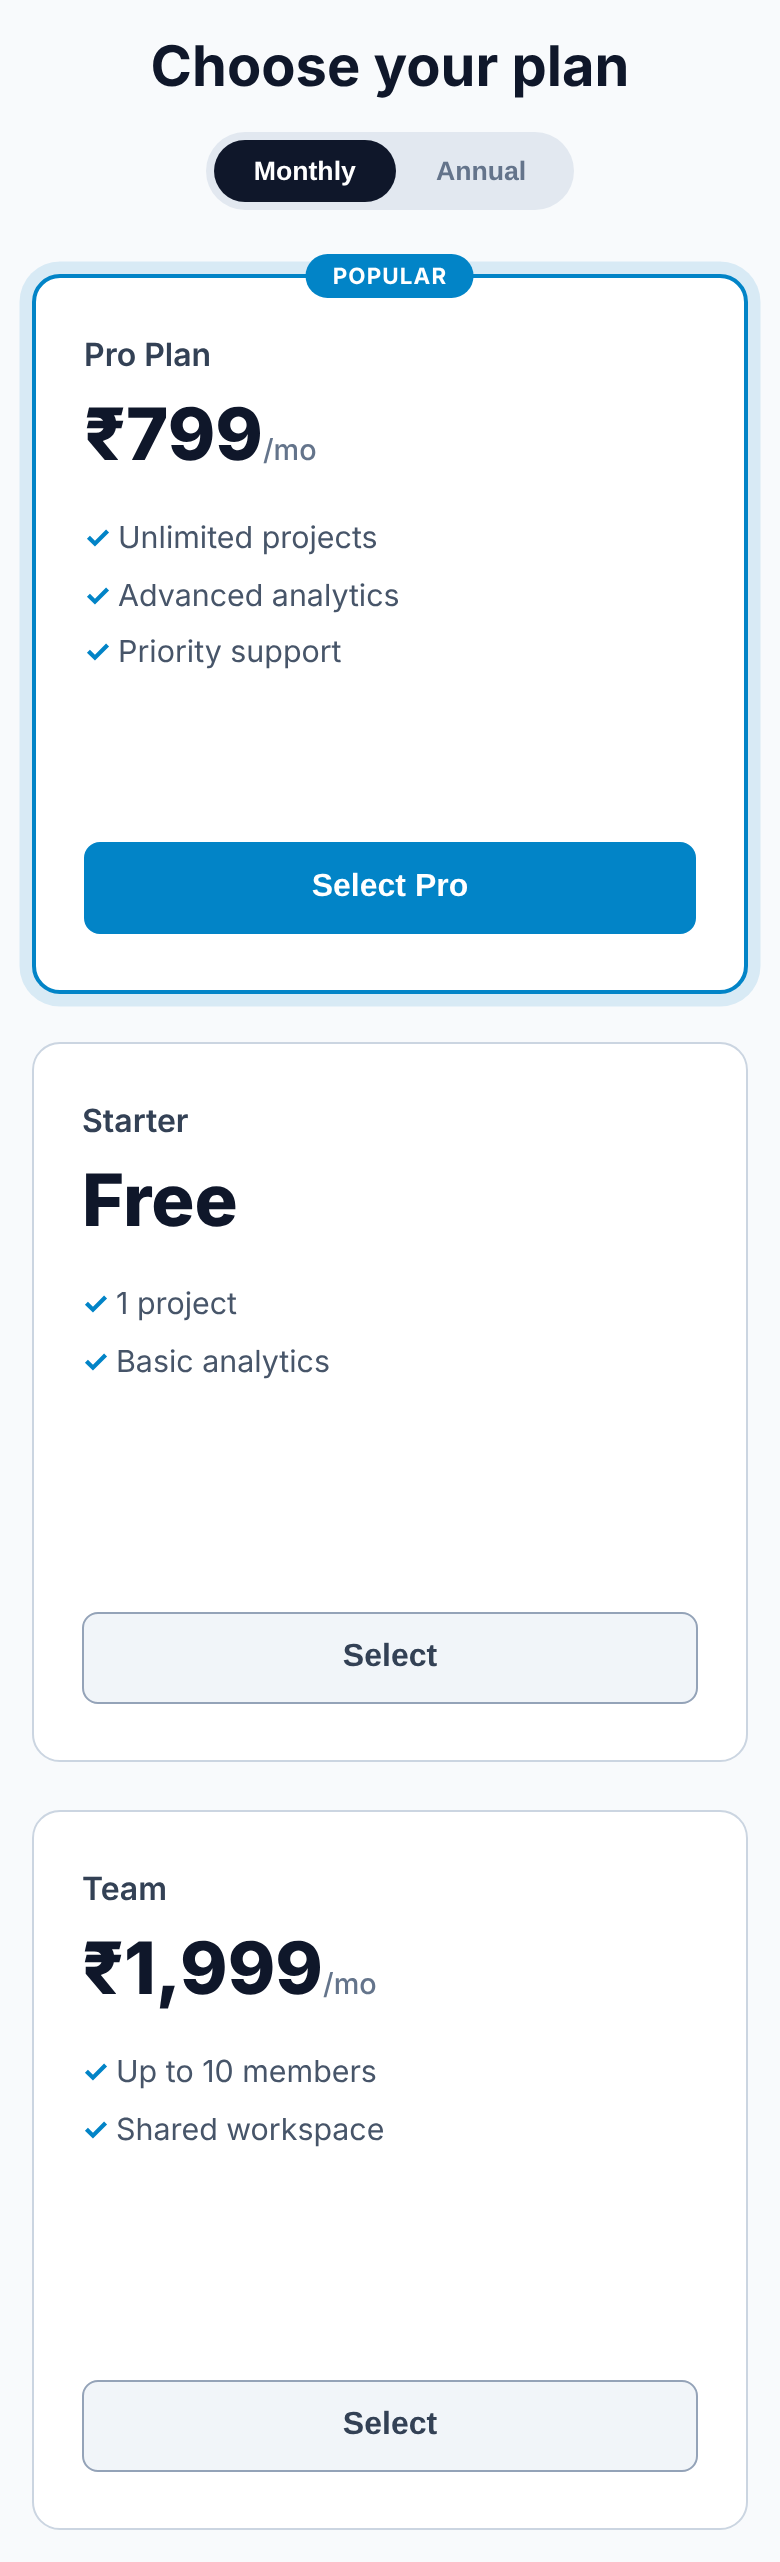 Choose your plan
Monthly Annual
POPULAR
Pro Plan
₹799/mo
✓ Unlimited projects
✓ Advanced analytics
✓ Priority support
Select Pro
Starter
Free
✓ 1 project
✓ Basic analytics
Select
Team
₹1,999/mo
✓ Up to 10 members
✓ Shared workspace
Select